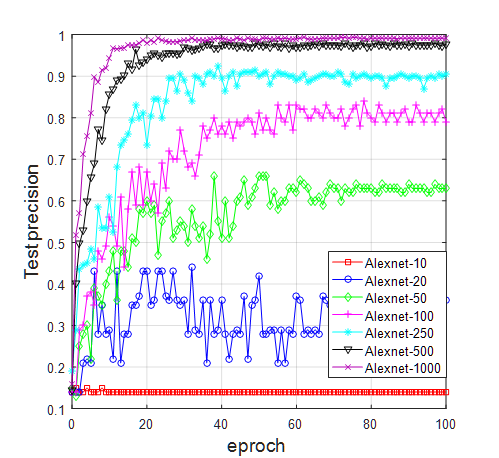 1
0.9
0.8
0.7
0.6
0.5
0.4
0.3
0.2
0.1
Test precision
0 20 40 60 80 100
eproch
Alexnet-10
Alexnet-20
Alexnet-50
Alexnet-100
Alexnet-250
Alexnet-500
Alexnet-1000